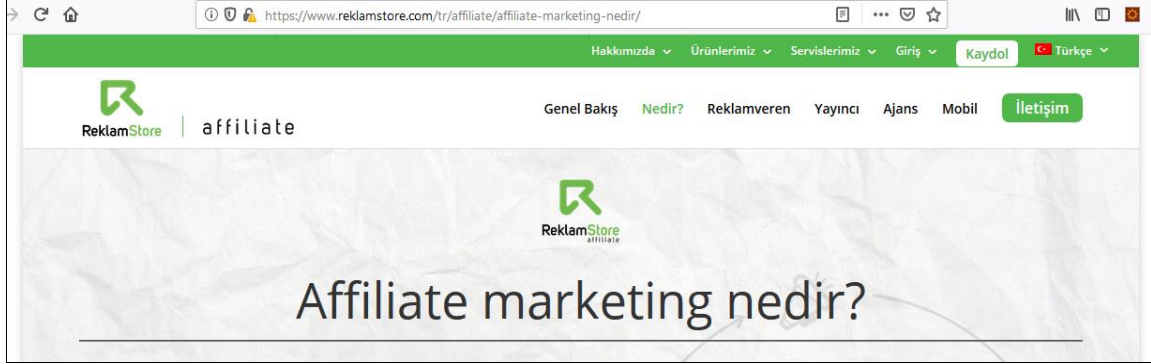 https://www.reklamstore.com/tr/affiliate/affiliate-marketing-nedir/
Hakkımızda Ürünlerimiz Servislerimiz Giriş Kaydol Türkçe
ReklamStore affiliate
Genel Bakış Nedir? Reklamveren Yayıncı Ajans Mobil İletişim
ReklamStore
affiliate
Affiliate marketing nedir?